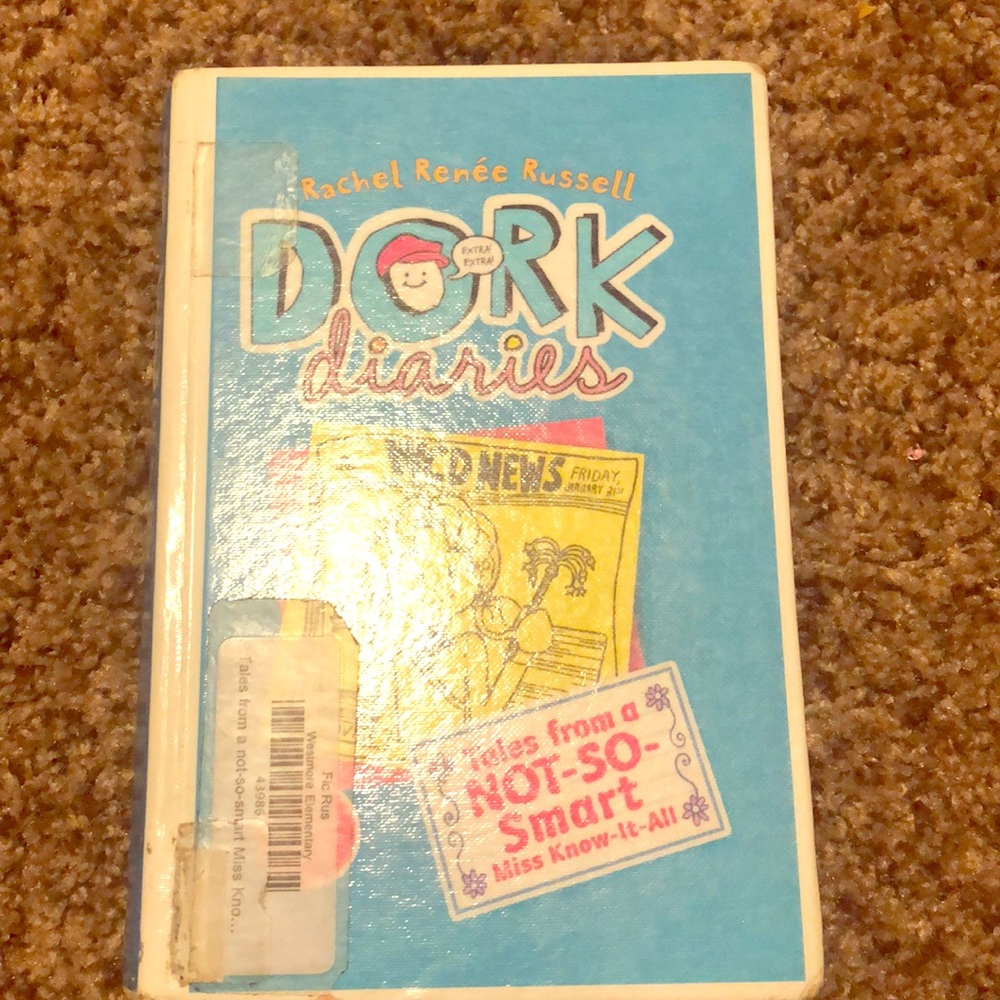 Rachel Renée Russell
DORK
EXTRA!
EXTRA!
diaries
NEWS
FRIDAY,
JANUARY 31ST
Tales from a
NOT-SO-
Smart
Miss Know-It-All
Fic Rus
Westmore Elementary
43986
Tales from a not-so-smart Miss Kno...